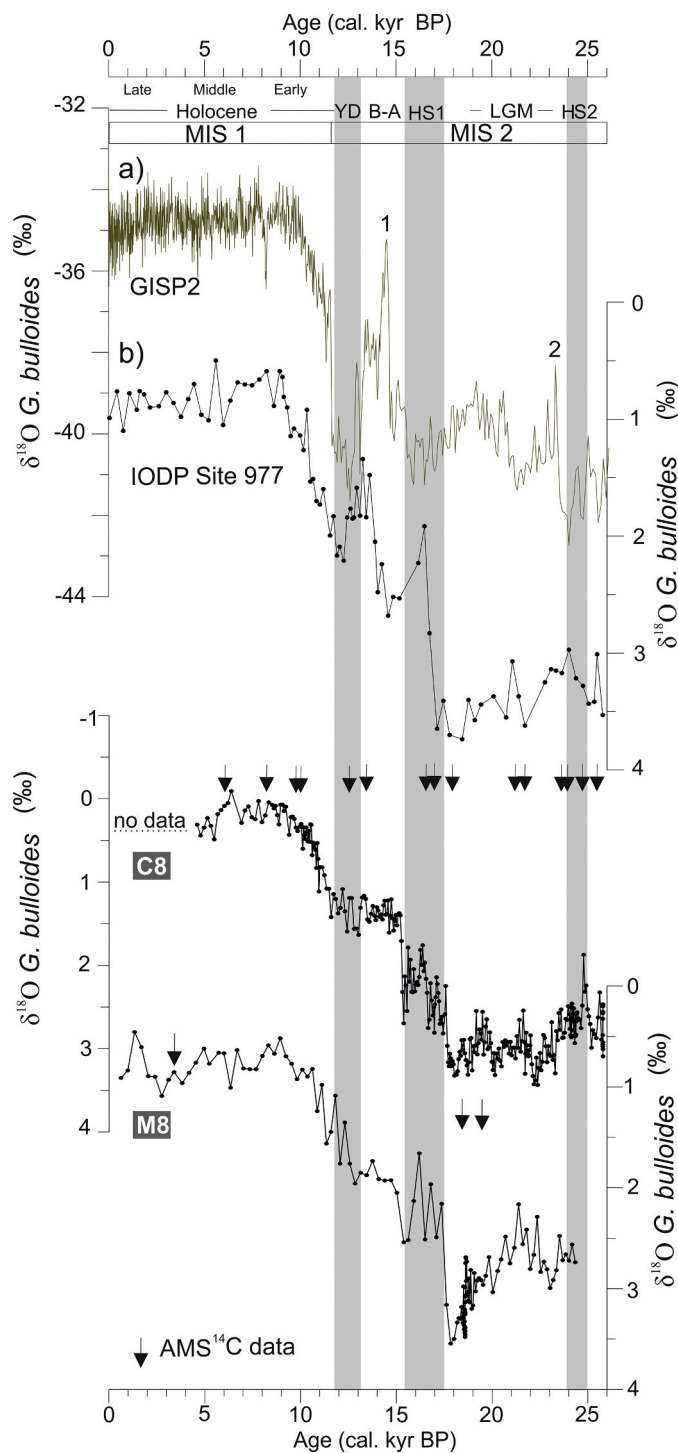 Age (cal. kyr BP)
0 5 10 15 20 25
Late Middle Early
Holocene YD B-A HS1 LGM HS2
MIS 1 MIS 2
-32
-36
-40
-44
δ18O G. bulloides (‰)
a)
GISP2
1
2
b)
IODP Site 977
0
1
2
3
4
δ18O G. bulloides (‰)
-1
0
1
2
3
4
δ18O G. bulloides (‰)
no data
C8
M8
0
1
2
3
4
δ18O G. bulloides (‰)
AMS14C data
0 5 10 15 20 25
Age (cal. kyr BP)